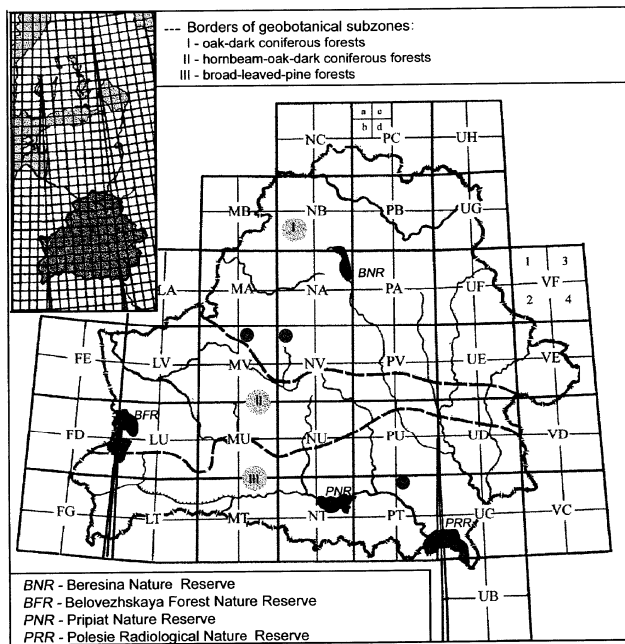 --- Borders of geobotanical subzones:
I - oak-dark coniferous forests
II - hornbeam-oak-dark coniferous forests
III - broad-leaved-pine forests
a c
b d
NC PC UH
MB NB PB UG
I
BNR
LA MA NA PA UF VF
1 3
2 4
FE LV MV NV PV UE VE
II
BFR
FD LU MU NU PU UD VD
III
PNR
FG LT MT NT PT UC VC
PRR
UB
BNR - Beresina Nature Reserve
BFR - Belovezhskaya Forest Nature Reserve
PNR - Pripiat Nature Reserve
PRR - Polesie Radiological Nature Reserve